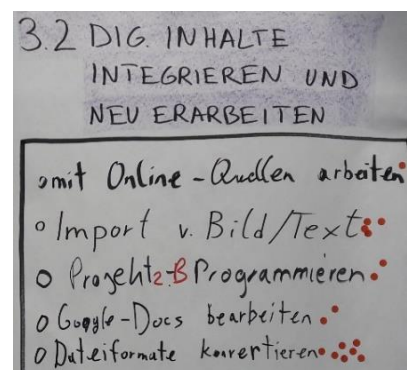 3.2 DIG. INHALTE
INTEGRIEREN UND
NEU ERARBEITEN
o mit Online-Quellen arbeiten
o Import v. Bild/Text
o Projekt z.B Programmieren
o Google-Docs bearbeiten
o Dateiformate konvertieren